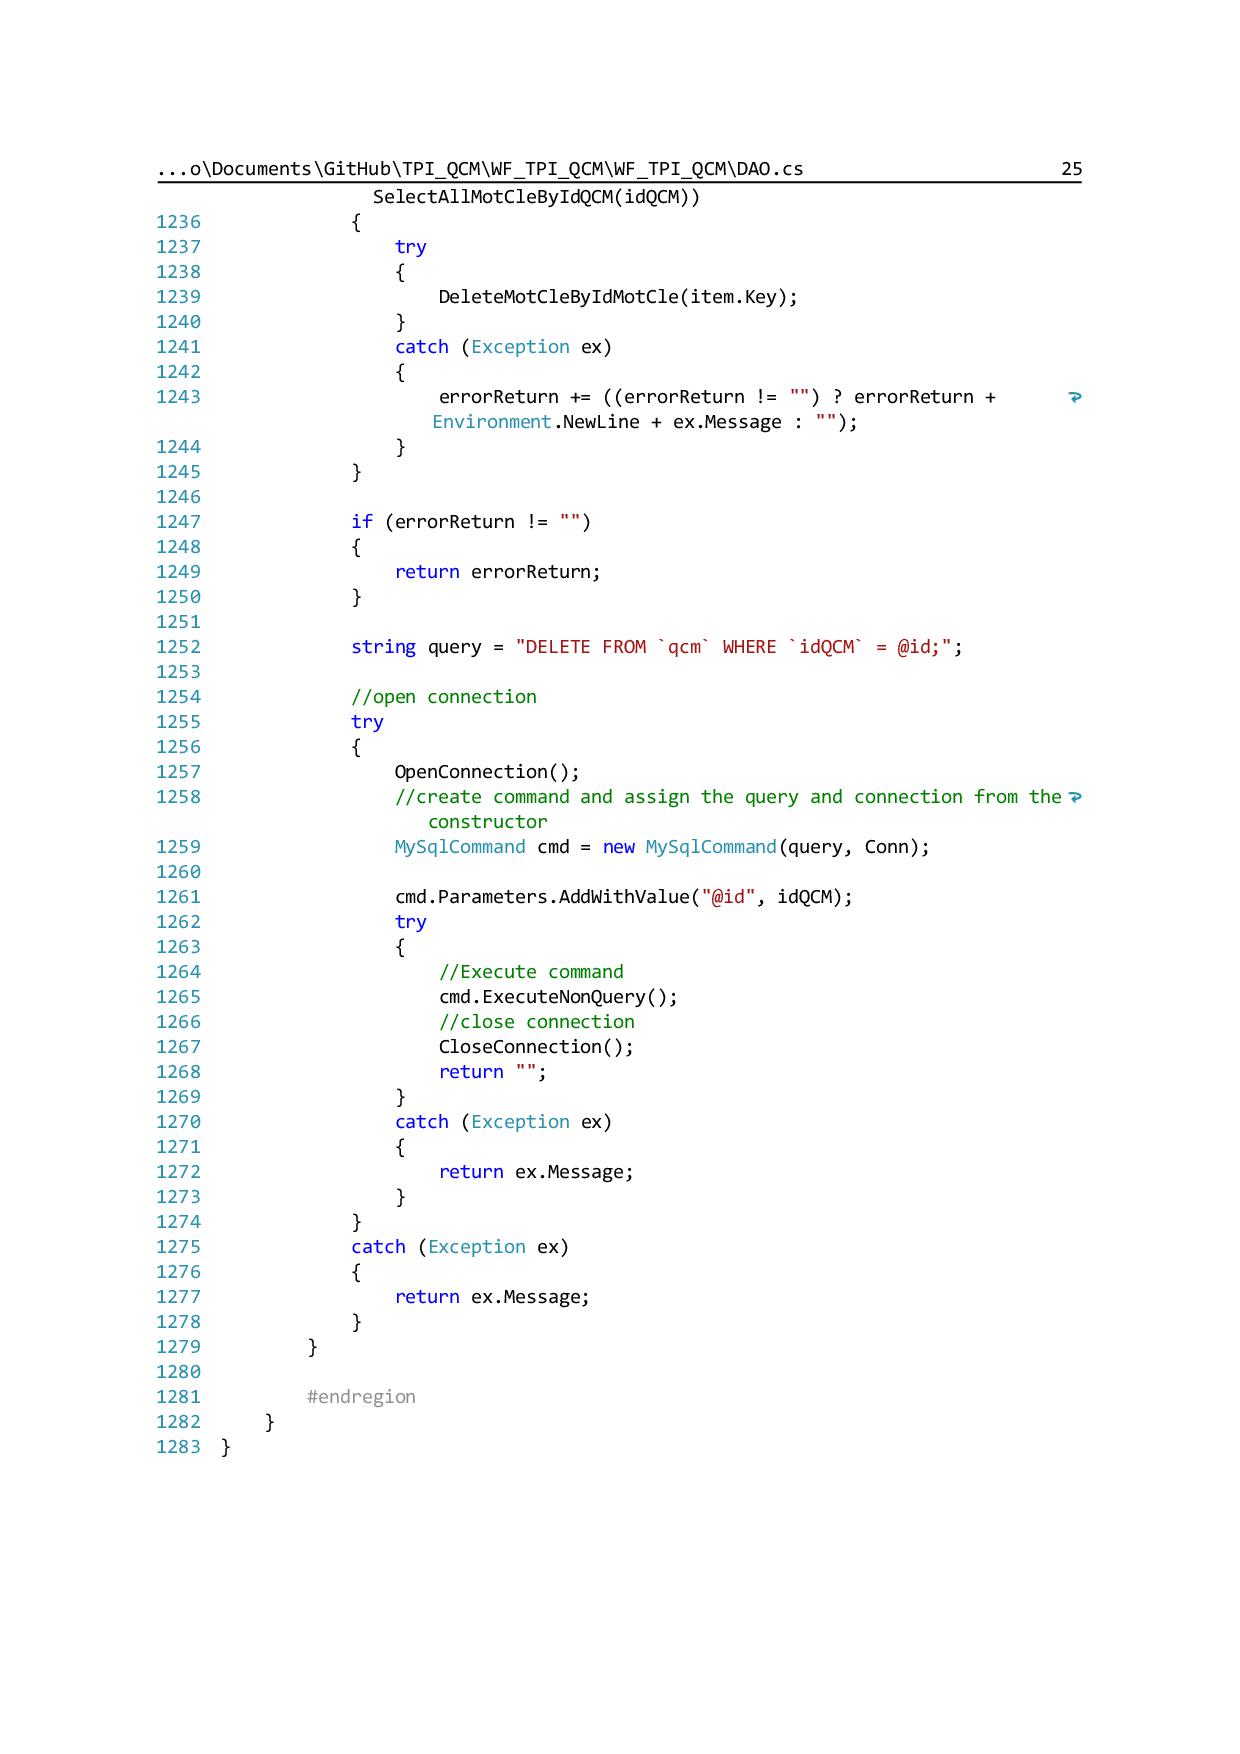 ...o\Documents\GitHub\TPI_QCM\WF_TPI_QCM\WF_TPI_QCM\DAO.cs 25
SelectAllMotCleByIdQCM(idQCM))
1236 {
1237 try
1238 {
1239 DeleteMotCleByIdMotCle(item.Key);
1240 }
1241 catch (Exception ex)
1242 {
1243 errorReturn += ((errorReturn != "") ? errorReturn +
Environment.NewLine + ex.Message : "");
1244 }
1245 }
1246
1247 if (errorReturn != "")
1248 {
1249 return errorReturn;
1250 }
1251
1252 string query = "DELETE FROM `qcm` WHERE `idQCM` = @id;";
1253
1254 //open connection
1255 try
1256 {
1257 OpenConnection();
1258 //create command and assign the query and connection from the
constructor
1259 MySqlCommand cmd = new MySqlCommand(query, Conn);
1260
1261 cmd.Parameters.AddWithValue("@id", idQCM);
1262 try
1263 {
1264 //Execute command
1265 cmd.ExecuteNonQuery();
1266 //close connection
1267 CloseConnection();
1268 return "";
1269 }
1270 catch (Exception ex)
1271 {
1272 return ex.Message;
1273 }
1274 }
1275 catch (Exception ex)
1276 {
1277 return ex.Message;
1278 }
1279 }
1280
1281 #endregion
1282 }
1283 }